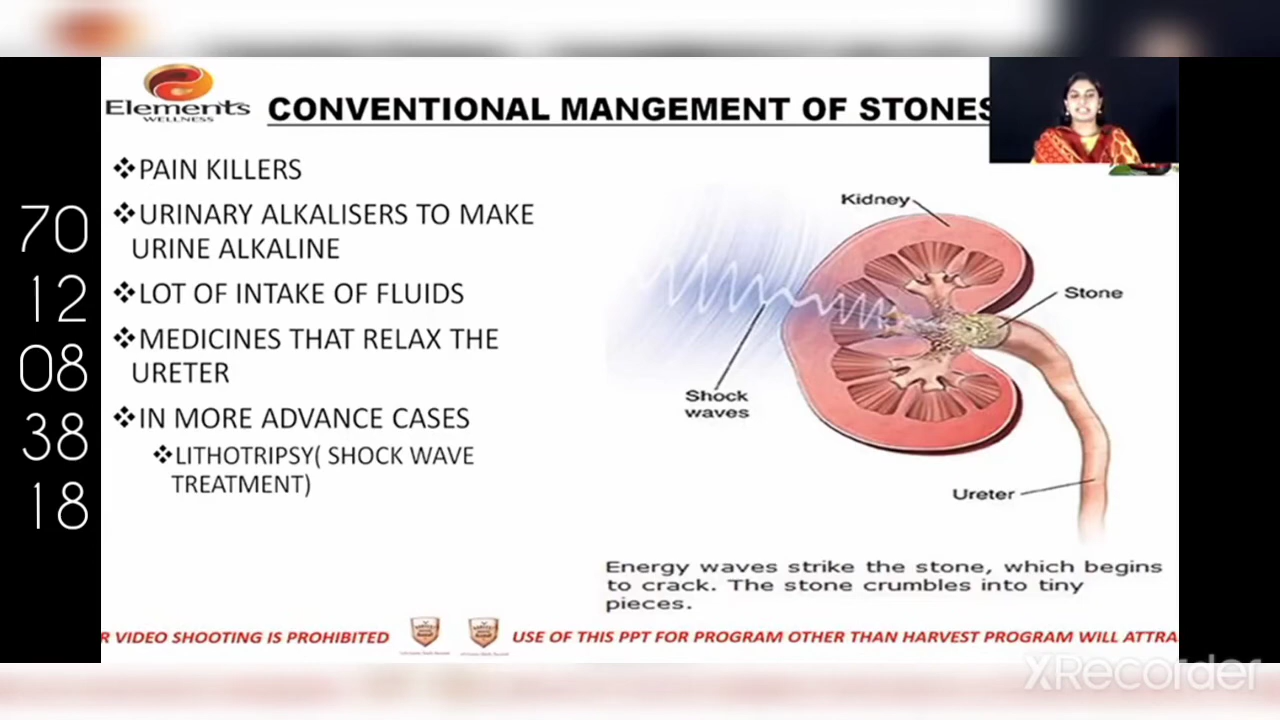 Elements
WELLNESS
CONVENTIONAL MANGEMENT OF STONES
❖PAIN KILLERS
❖URINARY ALKALISERS TO MAKE
URINE ALKALINE
❖LOT OF INTAKE OF FLUIDS
❖MEDICINES THAT RELAX THE
URETER
❖IN MORE ADVANCE CASES
❖LITHOTRIPSY( SHOCK WAVE
TREATMENT)
70
12
08
38
18
Kidney
Stone
Shock
waves
Ureter
Energy waves strike the stone, which begins
to crack. The stone crumbles into tiny
pieces.
R VIDEO SHOOTING IS PROHIBITED
USE OF THIS PPT FOR PROGRAM OTHER THAN HARVEST PROGRAM WILL ATTRA
XRecorder